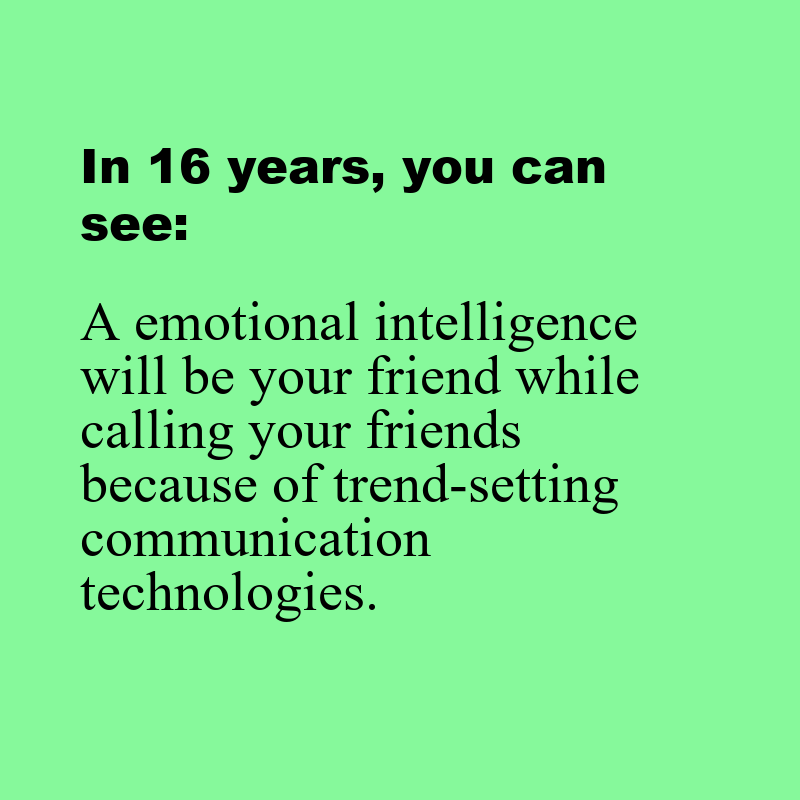 In 16 years, you can
see:
A emotional intelligence
will be your friend while
calling your friends
because of trend-setting
communication
technologies.